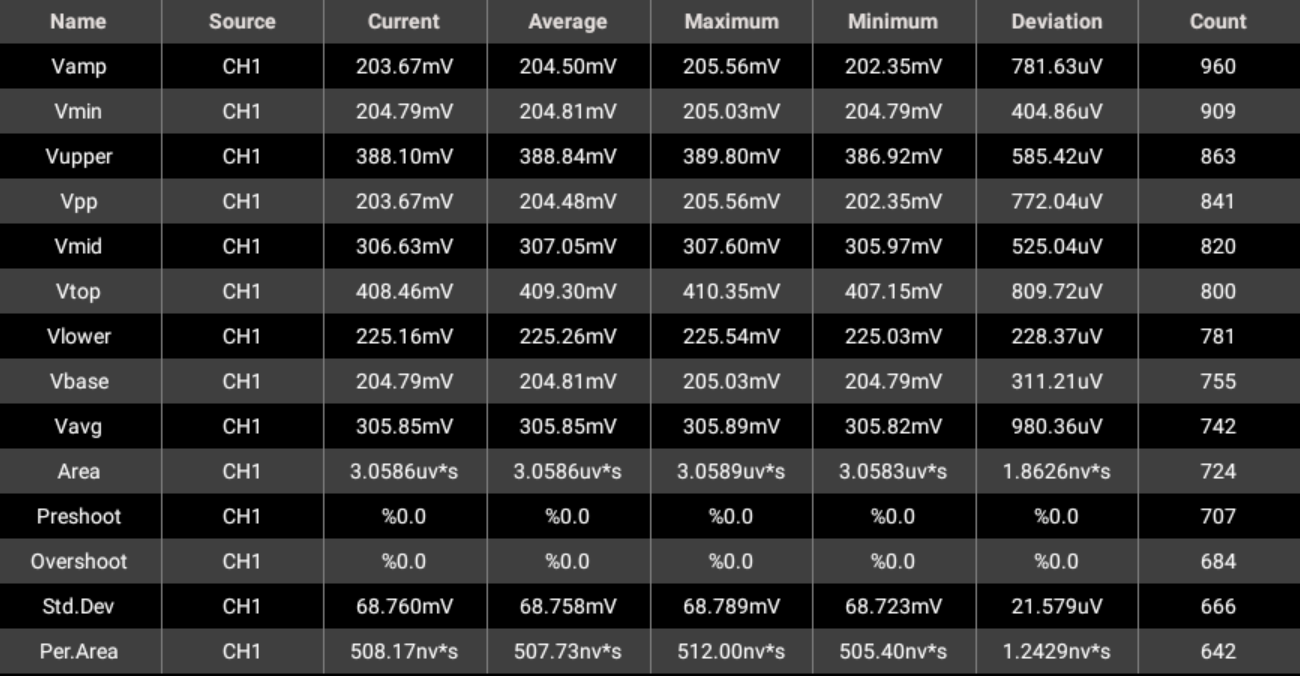 Name Source Current Average Maximum Minimum Deviation Count
Vamp CH1 203.67mV 204.50mV 205.56mV 202.35mV 781.63uV 960
Vmin CH1 204.79mV 204.81mV 205.03mV 204.79mV 404.86uV 909
Vupper CH1 388.10mV 388.84mV 389.80mV 386.92mV 585.42uV 863
Vpp CH1 203.67mV 204.48mV 205.56mV 202.35mV 772.04uV 841
Vmid CH1 306.63mV 307.05mV 307.60mV 305.97mV 525.04uV 820
Vtop CH1 408.46mV 409.30mV 410.35mV 407.15mV 809.72uV 800
Vlower CH1 225.16mV 225.26mV 225.54mV 225.03mV 228.37uV 781
Vbase CH1 204.79mV 204.81mV 205.03mV 204.79mV 311.21uV 755
Vavg CH1 305.85mV 305.85mV 305.89mV 305.82mV 980.36uV 742
Area CH1 3.0586uv*s 3.0586uv*s 3.0589uv*s 3.0583uv*s 1.8626nv*s 724
Preshoot CH1 %0.0 %0.0 %0.0 %0.0 %0.0 707
Overshoot CH1 %0.0 %0.0 %0.0 %0.0 %0.0 684
Std.Dev CH1 68.760mV 68.758mV 68.789mV 68.723mV 21.579uV 666
Per.Area CH1 508.17nv*s 507.73nv*s 512.00nv*s 505.40nv*s 1.2429nv*s 642